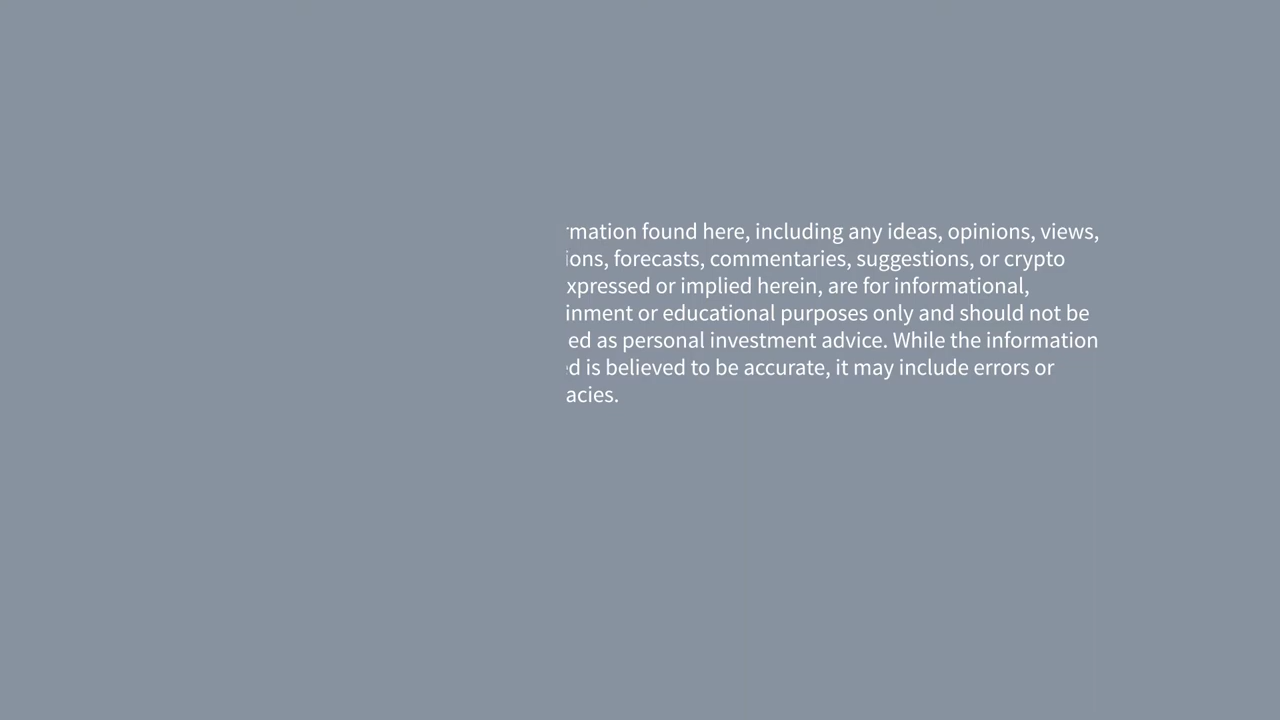 rmation found here, including any ideas, opinions, views,
ions, forecasts, commentaries, suggestions, or crypto
xpressed or implied herein, are for informational,
inment or educational purposes only and should not be
ed as personal investment advice. While the information
d is believed to be accurate, it may include errors or
acies.